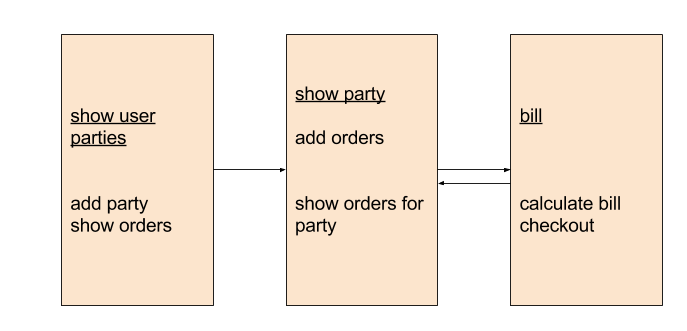 show user
parties
add party
show orders
show party
add orders
show orders for
party
bill
calculate bill
checkout